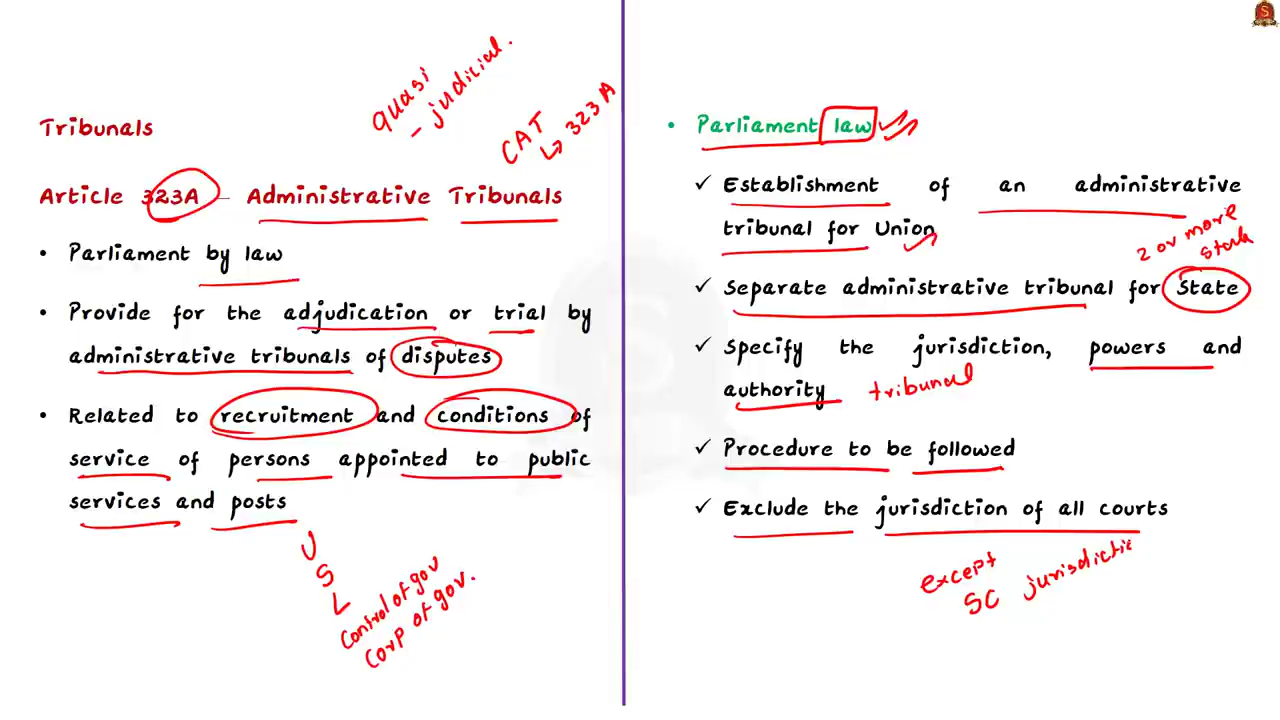 quasi
- judicial.
CAT
↳ 323 A
Tribunals
Article 323A - Administrative Tribunals
• Parliament by law
• Provide for the adjudication or trial by
administrative tribunals of disputes
• Related to recruitment and conditions of
service of persons appointed to public
services and posts
U
S
L
Control of gov
Corp of gov.
S
• Parliament law
✓ Establishment of an administrative
tribunal for Union
2 or more
✓ Separate administrative tribunal for State
✓ Specify the jurisdiction, powers and
authority tribunal
✓ Procedure to be followed
✓ Exclude the jurisdiction of all courts
except
SC jurisdictio